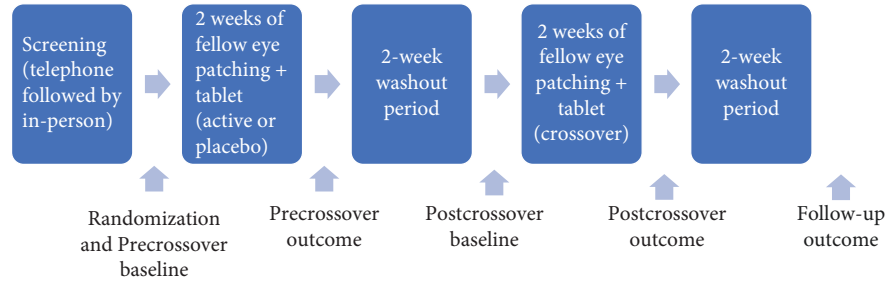 Screening
(telephone
followed by
in-person)
2 weeks of
fellow eye
patching +
tablet
(active or
placebo)
2-week
washout
period
2 weeks of
fellow eye
patching +
tablet
(crossover)
2-week
washout
period
Randomization
and Precrossover
baseline
Precrossover
outcome
Postcrossover
baseline
Postcrossover
outcome
Follow-up
outcome